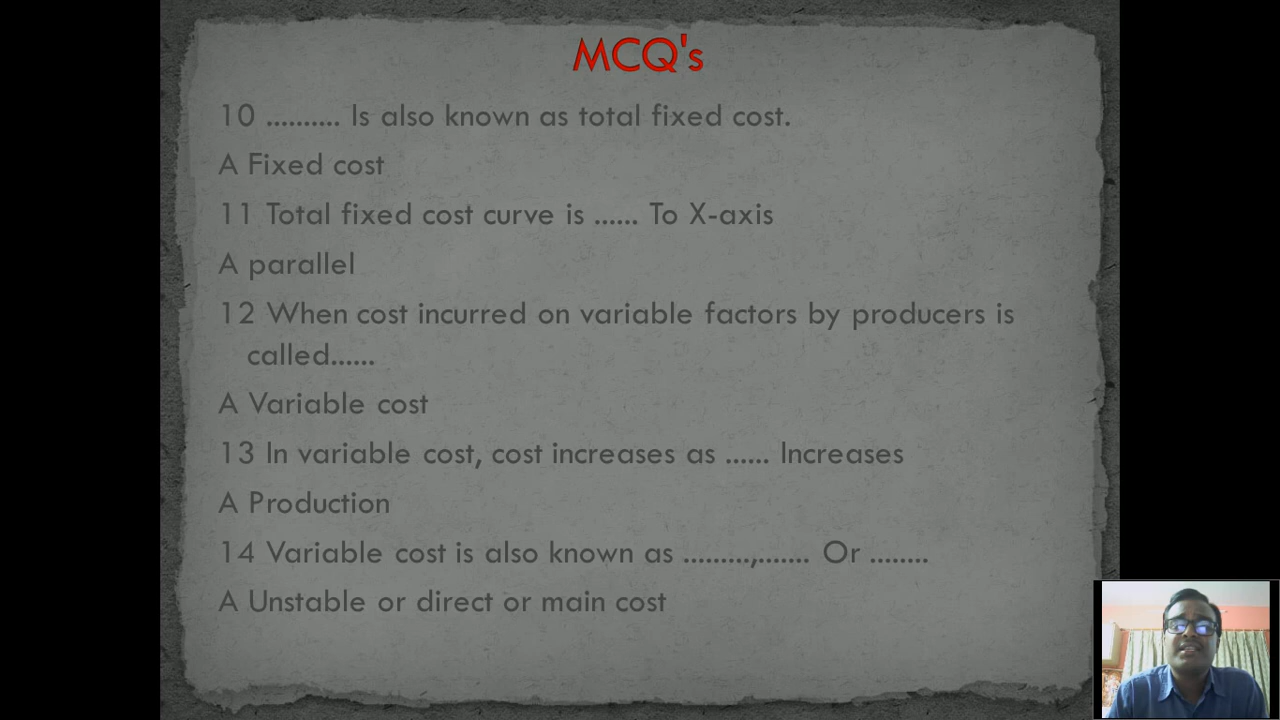 MCQ's
10 .......... Is also known as total fixed cost.
A Fixed cost
11 Total fixed cost curve is ...... To X-axis
A parallel
12 When cost incurred on variable factors by producers is
called......
A Variable cost
13 In variable cost, cost increases as ...... Increases
A Production
14 Variable cost is also known as .........,....... Or ........
A Unstable or direct or main cost